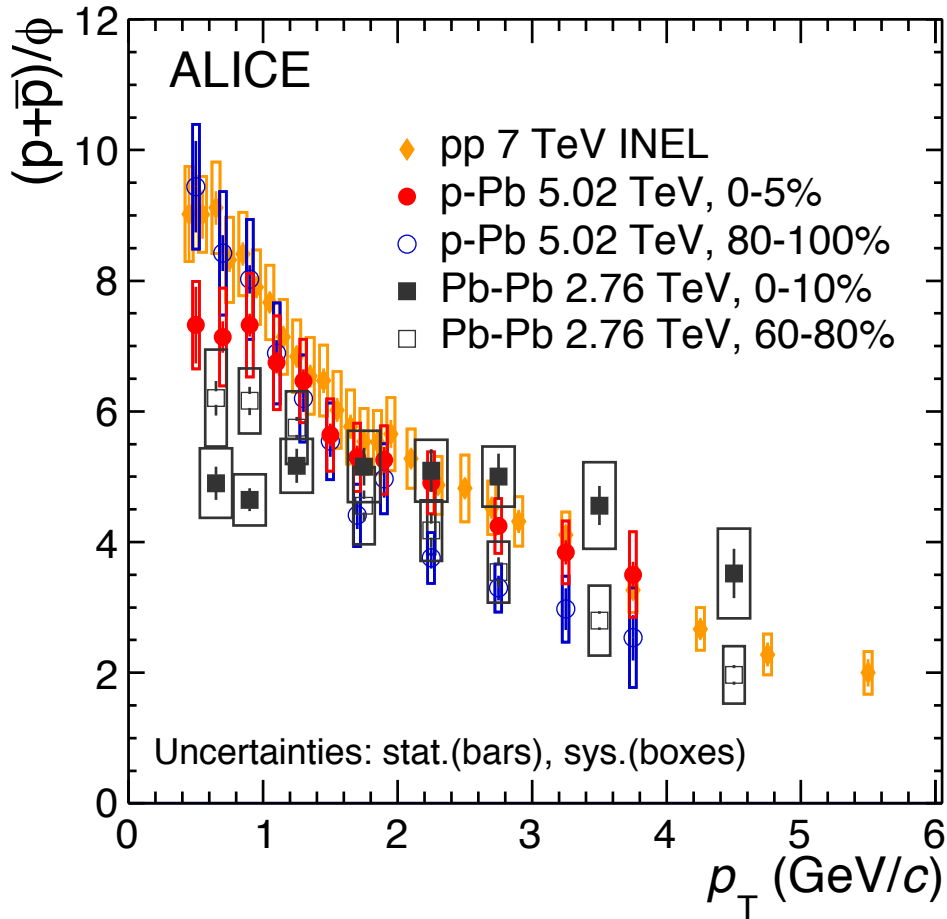 (p+p̅)/ϕ
ALICE
pp 7 TeV INEL
p-Pb 5.02 TeV, 0-5%
p-Pb 5.02 TeV, 80-100%
Pb-Pb 2.76 TeV, 0-10%
Pb-Pb 2.76 TeV, 60-80%
Uncertainties: stat.(bars), sys.(boxes)
12
10
8
6
4
2
0
0 1 2 3 4 5 6
p_T (GeV/c)